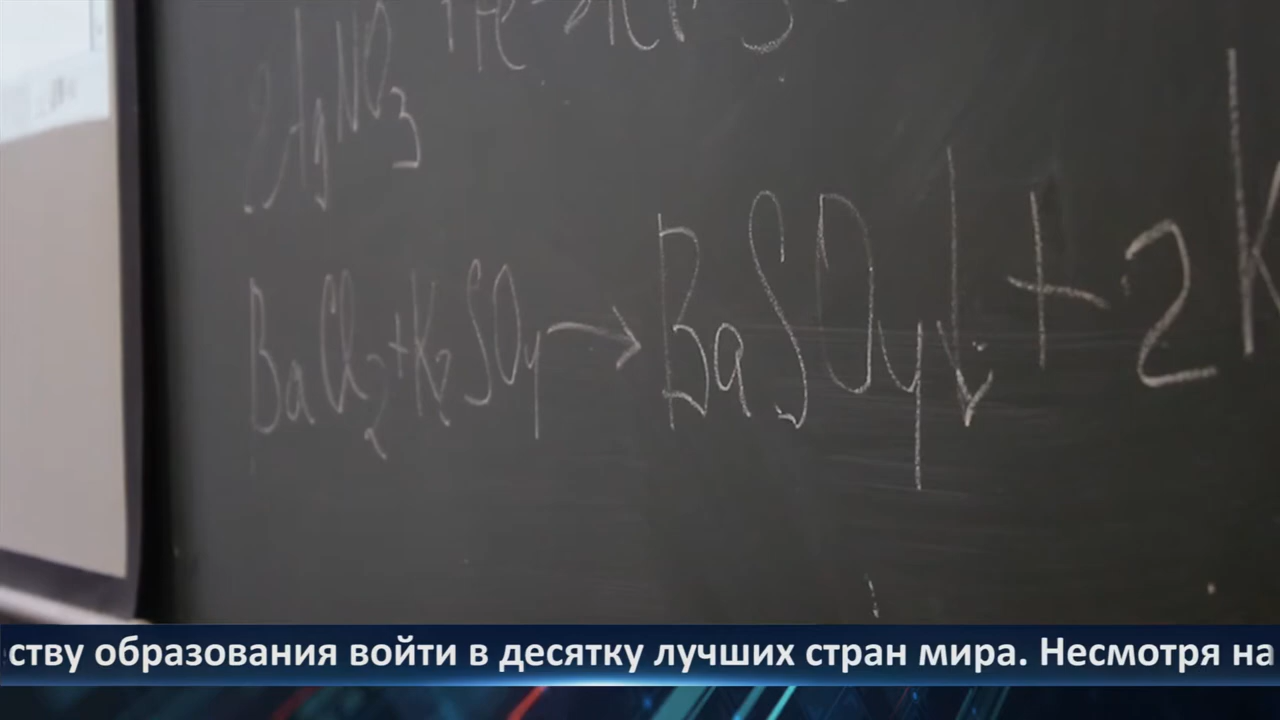 2AgNO3
BaCl2+K2SO4→BaSO4↓+2K
ству образования войти в десятку лучших стран мира. Несмотря на